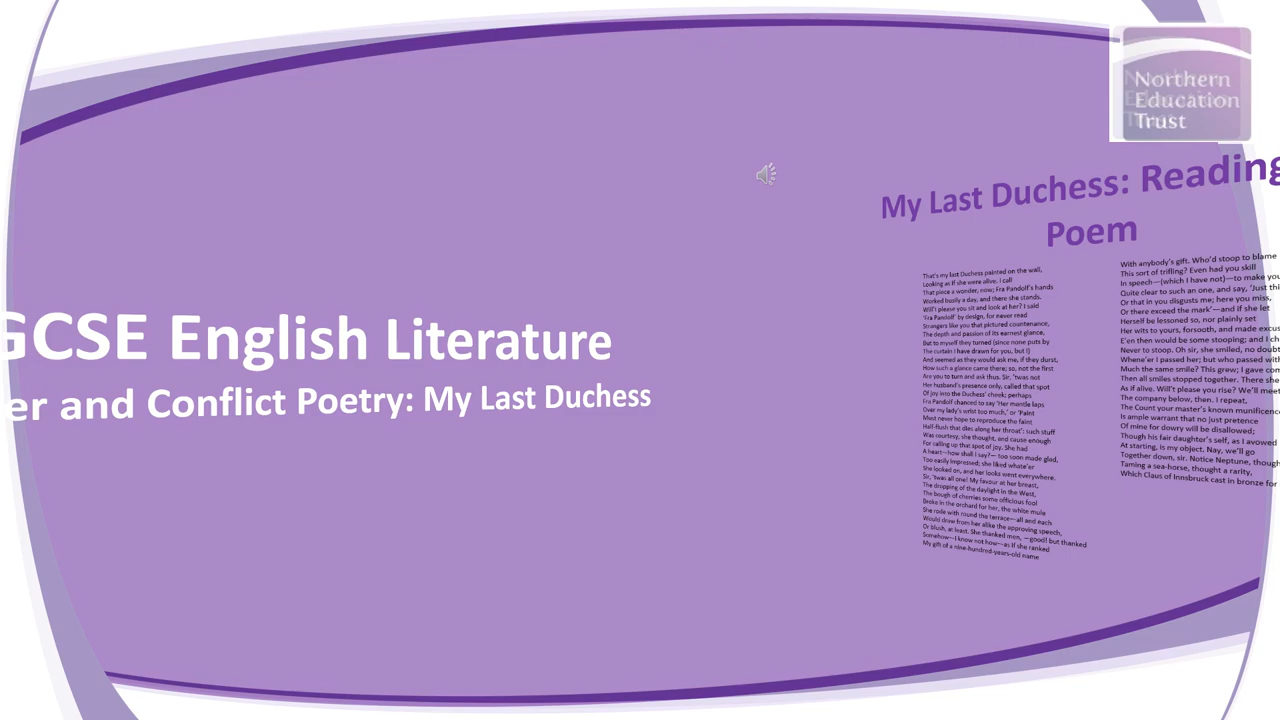 Northern
Education
Trust
My Last Duchess: Reading
Poem
GCSE English Literature
er and Conflict Poetry: My Last Duchess
That's my last Duchess painted on the wall,
Looking as if she were alive. I call
That piece a wonder, now; Fra Pandolf's hands
Worked busily a day, and there she stands.
Will't please you sit and look at her? I said
'Fra Pandolf' by design, for never read
Strangers like you that pictured countenance,
The depth and passion of its earnest glance,
But to myself they turned (since none puts by
The curtain I have drawn for you, but I)
And seemed as they would ask me, if they durst,
How such a glance came there; so, not the first
Are you to turn and ask thus. Sir, 'twas not
Her husband's presence only, called that spot
Of joy into the Duchess' cheek; perhaps
Fra Pandolf chanced to say 'Her mantle laps
Over my lady's wrist too much,' or 'Paint
Must never hope to reproduce the faint
Half-flush that dies along her throat': such stuff
Was courtesy, she thought, and cause enough
For calling up that spot of joy. She had
A heart—how shall I say?— too soon made glad,
Too easily impressed; she liked whate'er
She looked on, and her looks went everywhere.
Sir, 'twas all one! My favour at her breast,
The dropping of the daylight in the West,
The bough of cherries some officious fool
Broke in the orchard for her, the white mule
She rode with round the terrace—all and each
Would draw from her alike the approving speech,
Or blush, at least. She thanked men, —good! but thanked
Somehow—I know not how—as if she ranked
My gift of a nine-hundred-years-old name
With anybody's gift. Who'd stoop to blame
This sort of trifling? Even had you skill
In speech—(which I have not)—to make you
Quite clear to such an one, and say, 'Just thi
Or that in you disgusts me; here you miss,
Or there exceed the mark'—and if she let
Herself be lessoned so, nor plainly set
Her wits to yours, forsooth, and made excus
E'en then would be some stooping; and I ch
Never to stoop. Oh sir, she smiled, no doubt
Whene'er I passed her; but who passed with
Much the same smile? This grew; I gave com
Then all smiles stopped together. There she
As if alive. Will't please you rise? We'll meet
The company below, then. I repeat,
The Count your master's known munificenc
Is ample warrant that no just pretence
Of mine for dowry will be disallowed;
Though his fair daughter's self, as I avowed
At starting, is my object. Nay, we'll go
Together down, sir. Notice Neptune, though
Taming a sea-horse, thought a rarity,
Which Claus of Innsbruck cast in bronze for